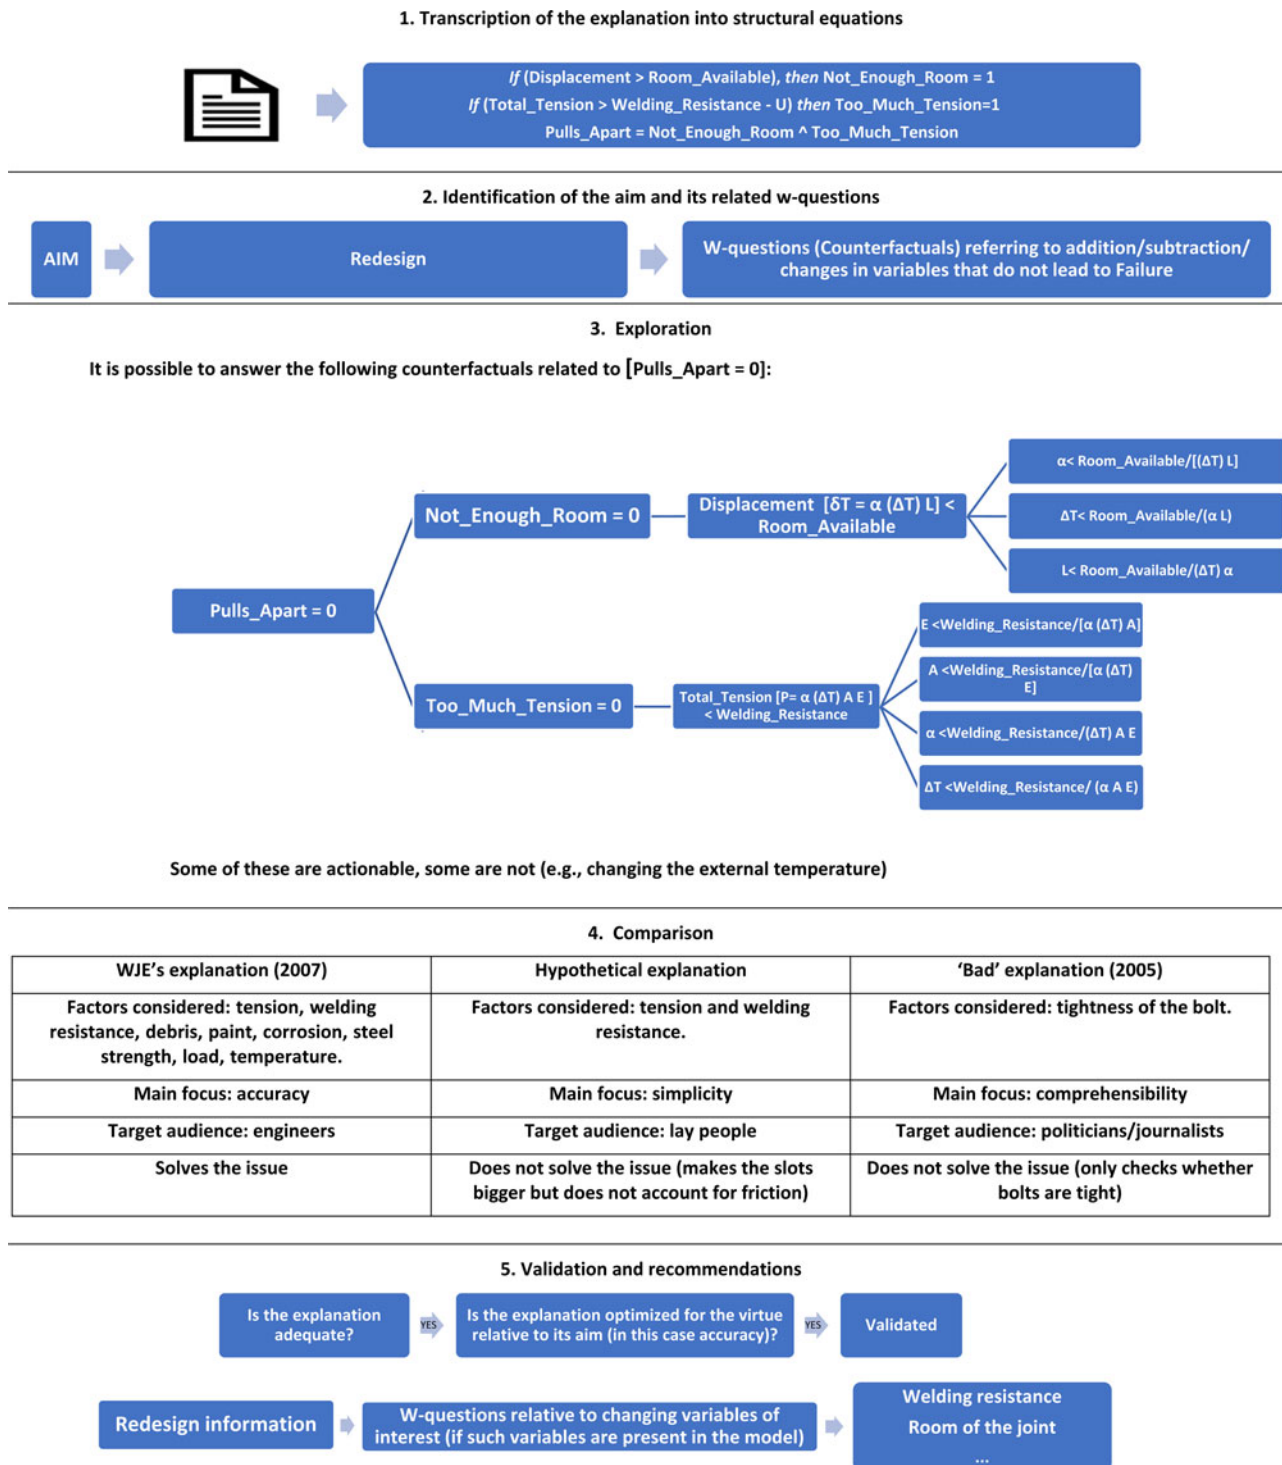 1. Transcription of the explanation into structural equations
If (Displacement > Room_Available), then Not_Enough_Room = 1
If (Total_Tension > Welding_Resistance - U) then Too_Much_Tension=1
Pulls_Apart = Not_Enough_Room ^ Too_Much_Tension
2. Identification of the aim and its related w-questions
AIM
Redesign
W-questions (Counterfactuals) referring to addition/subtraction/
changes in variables that do not lead to Failure
3. Exploration
It is possible to answer the following counterfactuals related to [Pulls_Apart = 0]:
Pulls_Apart = 0
Not_Enough_Room = 0
Displacement [δT = α (ΔT) L] <
Room_Available
α< Room_Available/[(ΔT) L]
ΔT< Room_Available/(α L)
L< Room_Available/(ΔT) α
Too_Much_Tension = 0
Total_Tension [P= α (ΔT) A E ]
< Welding_Resistance
E <Welding_Resistance/[α (ΔT) A]
A <Welding_Resistance/[α (ΔT)
E]
α <Welding_Resistance/(ΔT) A E
ΔT <Welding_Resistance/ (α A E)
Some of these are actionable, some are not (e.g., changing the external temperature)
4. Comparison
WJE's explanation (2007)
Hypothetical explanation
‘Bad’ explanation (2005)
Factors considered: tension, welding
resistance, debris, paint, corrosion, steel
strength, load, temperature.
Factors considered: tension and welding
resistance.
Factors considered: tightness of the bolt.
Main focus: accuracy
Main focus: simplicity
Main focus: comprehensibility
Target audience: engineers
Target audience: lay people
Target audience: politicians/journalists
Solves the issue
Does not solve the issue (makes the slots
bigger but does not account for friction)
Does not solve the issue (only checks whether
bolts are tight)
5. Validation and recommendations
Is the explanation
adequate?
YES
Is the explanation optimized for the virtue
relative to its aim (in this case accuracy)?
YES
Validated
Redesign information
W-questions relative to changing variables of
interest (if such variables are present in the model)
Welding resistance
Room of the joint
...